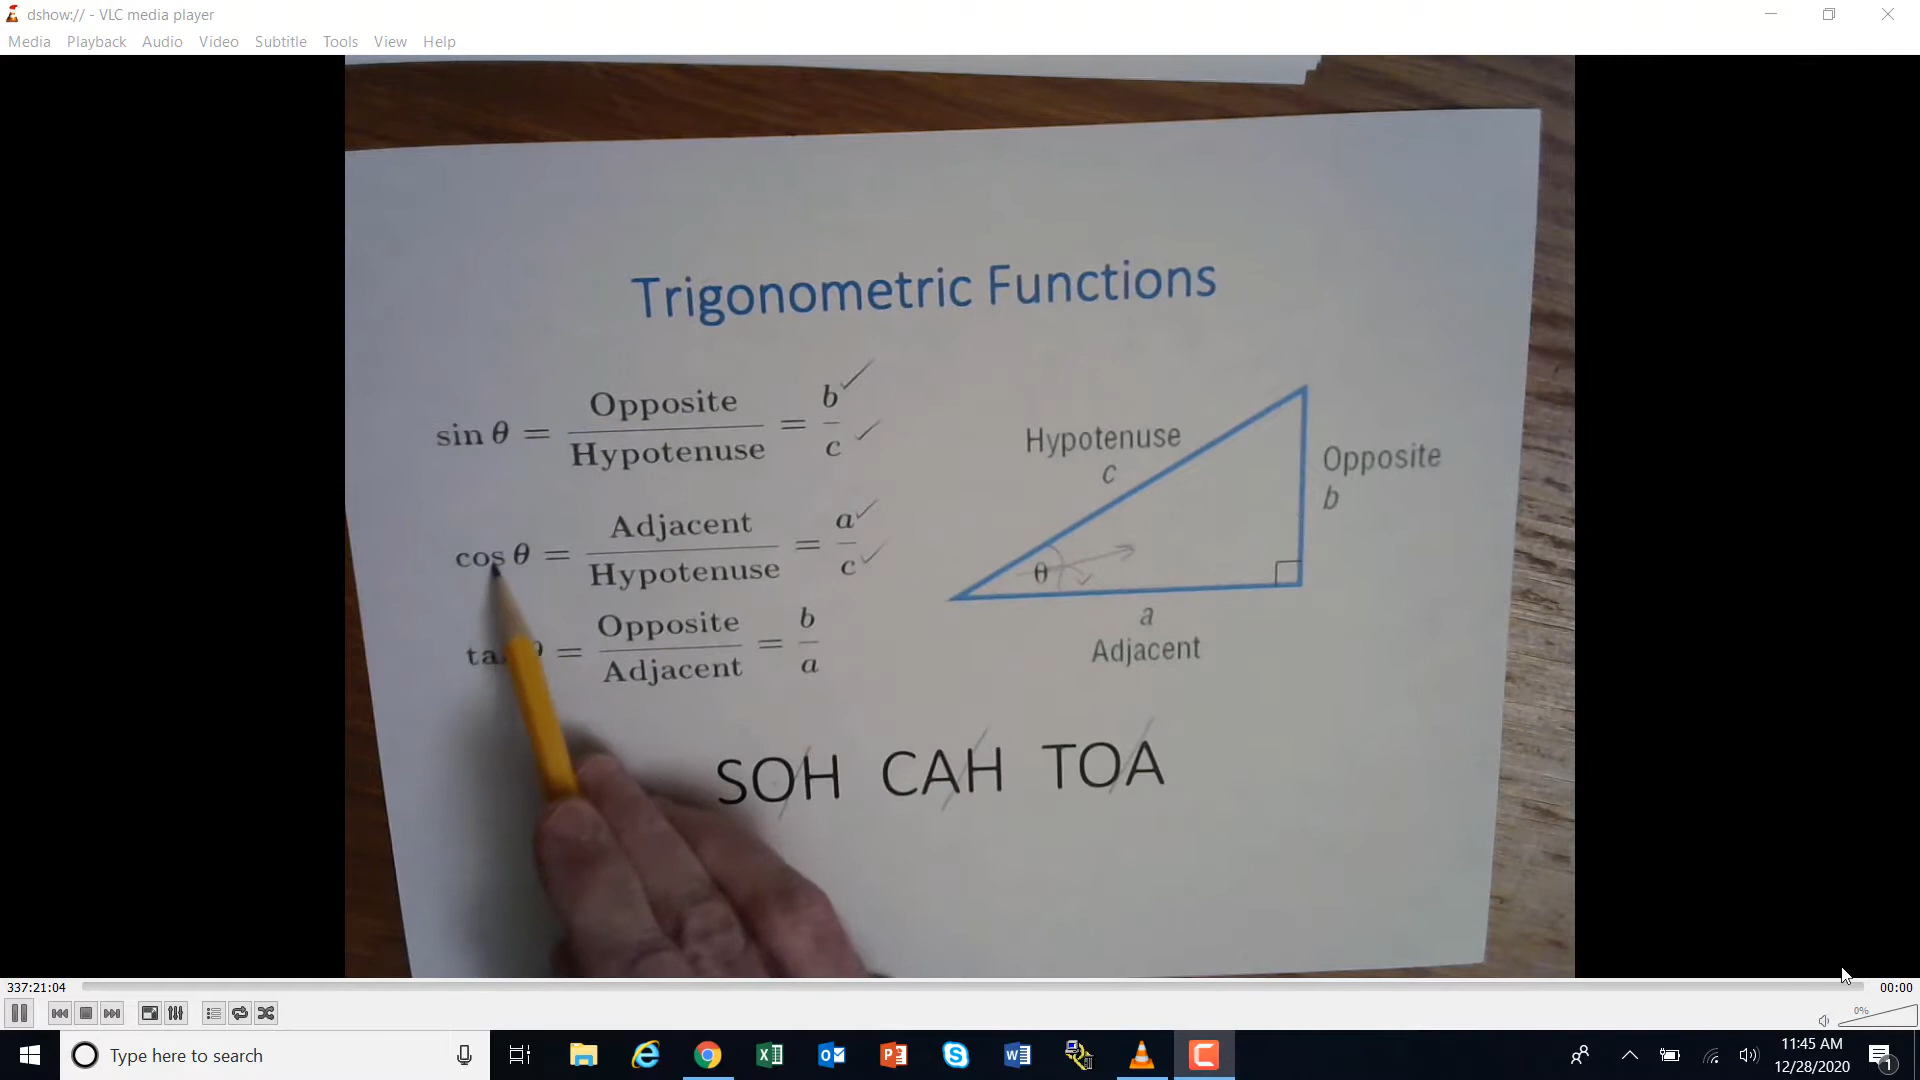 dshow:// - VLC media player
Media Playback Audio Video Subtitle Tools View Help
Trigonometric Functions
sin θ = Opposite / Hypotenuse = b / c
cos θ = Adjacent / Hypotenuse = a / c
θ = Opposite / Adjacent = b / a
Hypotenuse
c
Opposite
b
θ
a
Adjacent
SOH CAH TOA
337:21:04
00:00
0%
Type here to search
11:45 AM
12/28/2020
1